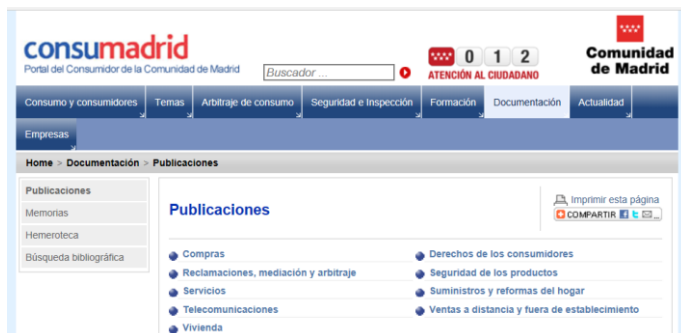 consumadrid
Portal del Consumidor de la Comunidad de Madrid
Buscador ...
0 1 2
ATENCIÓN AL CIUDADANO
Comunidad
de Madrid
Consumo y consumidores Temas Arbitraje de consumo Seguridad e Inspección Formación Documentación Actualidad
Empresas
Home > Documentación > Publicaciones
Publicaciones
Memorias
Hemeroteca
Búsqueda bibliográfica
Publicaciones
Imprimir esta página
COMPARTIR
Compras
Reclamaciones, mediación y arbitraje
Servicios
Telecomunicaciones
Vivienda
Derechos de los consumidores
Seguridad de los productos
Suministros y reformas del hogar
Ventas a distancia y fuera de establecimiento